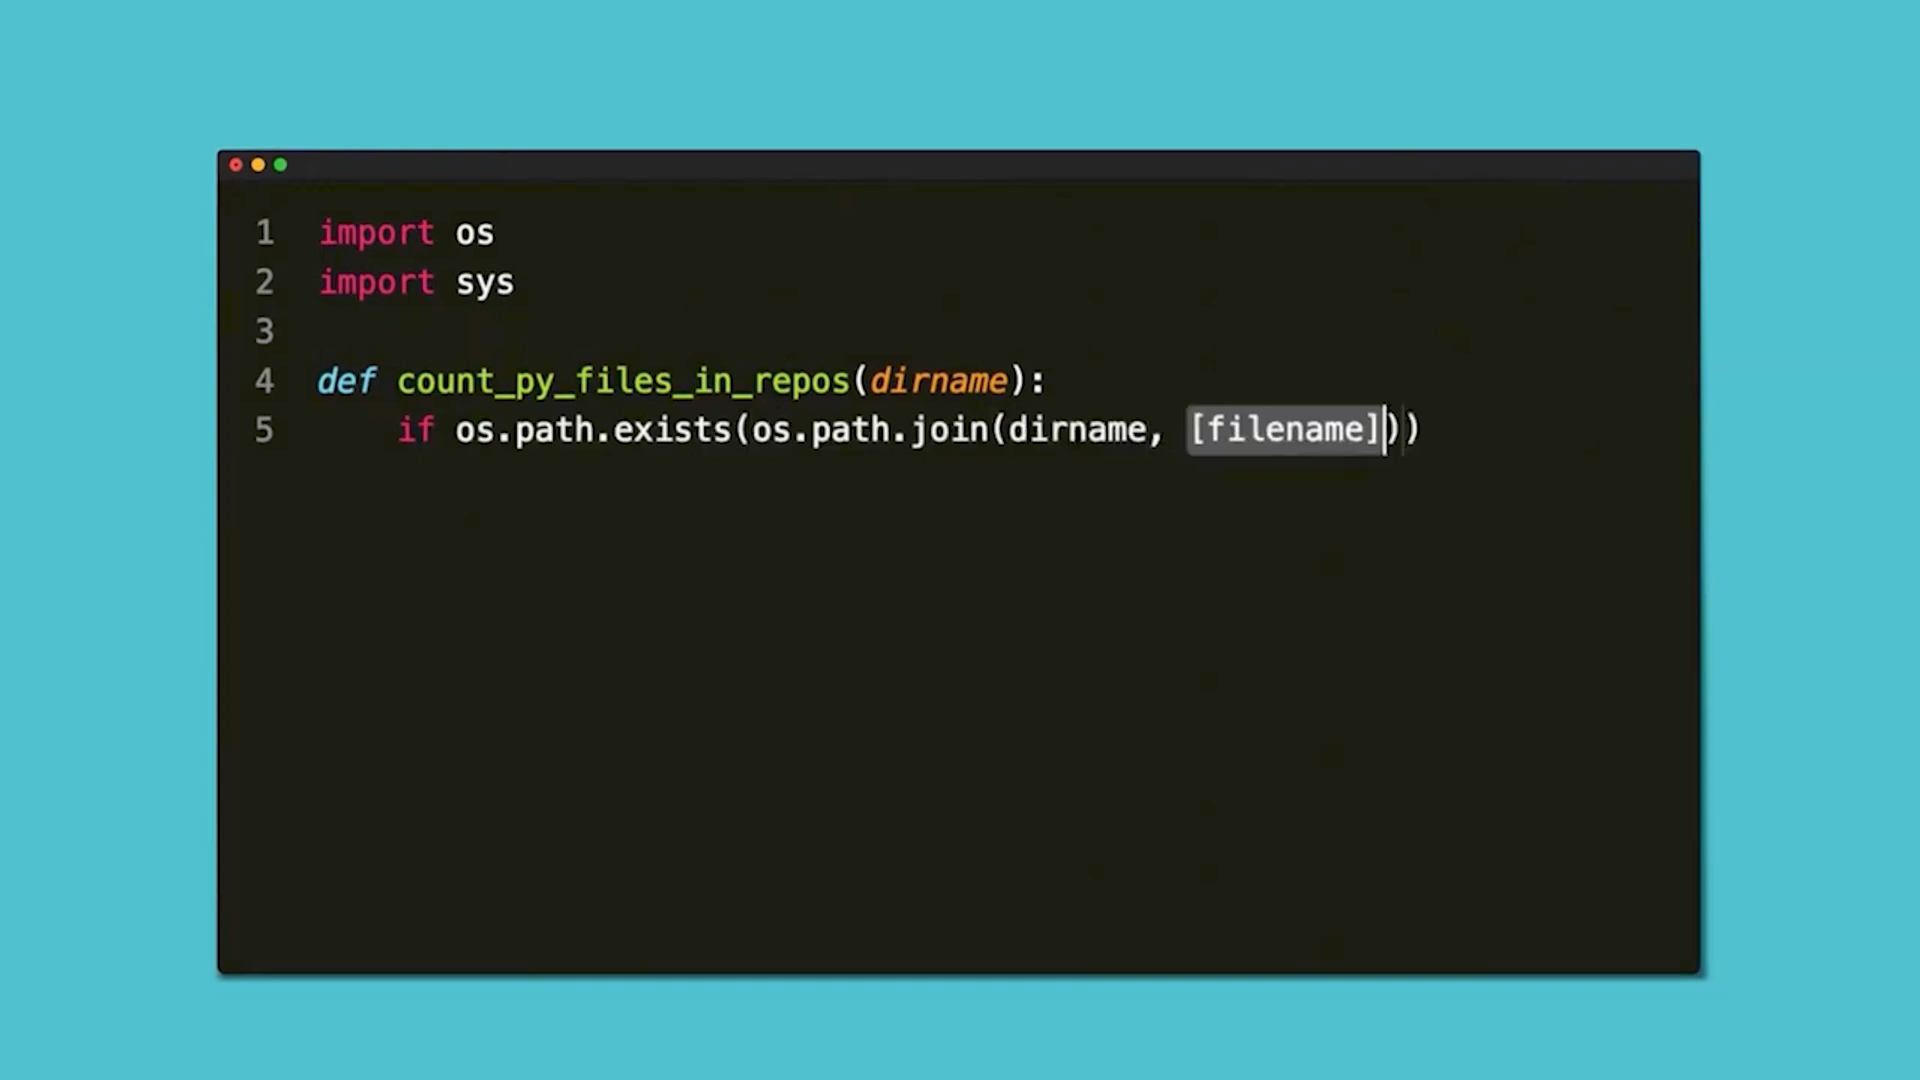 1 import os
2 import sys
3
4 def count_py_files_in_repos(dirname):
5 if os.path.exists(os.path.join(dirname, [filename]))